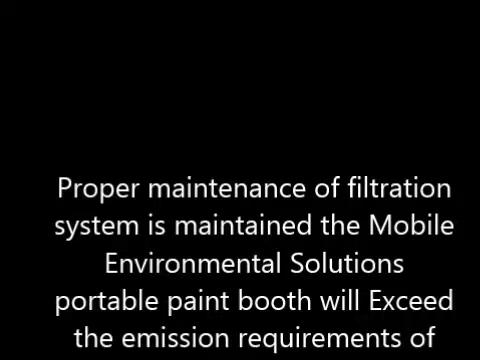 Proper maintenance of filtration
system is maintained the Mobile
Environmental Solutions
portable paint booth will Exceed
the emission requirements of